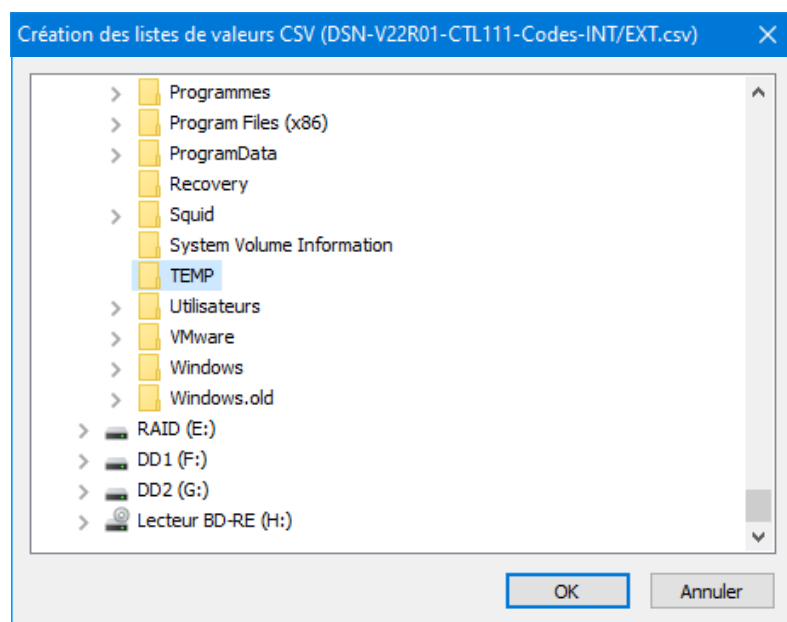 Création des listes de valeurs CSV (DSN-V22R01-CTL111-Codes-INT/EXT.csv)
Programmes
Program Files (x86)
ProgramData
Recovery
Squid
System Volume Information
TEMP
Utilisateurs
VMware
Windows
Windows.old
RAID (E:)
DD1 (F:)
DD2 (G:)
Lecteur BD-RE (H:)
OK
Annuler